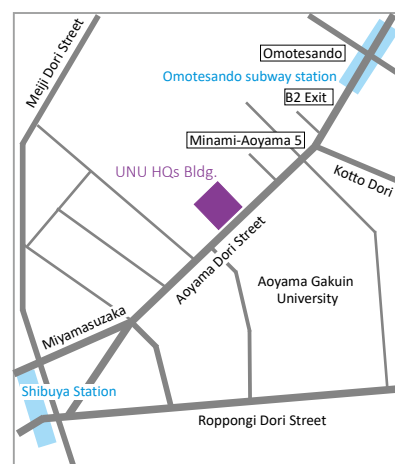 Omotesando
Omotesando subway station
B2 Exit
Meiji Dori Street
Minami-Aoyama 5
UNU HQs Bldg.
Kotto Dori
Aoyama Dori Street
Aoyama Gakuin
University
Miyamasuzaka
Shibuya Station
Roppongi Dori Street